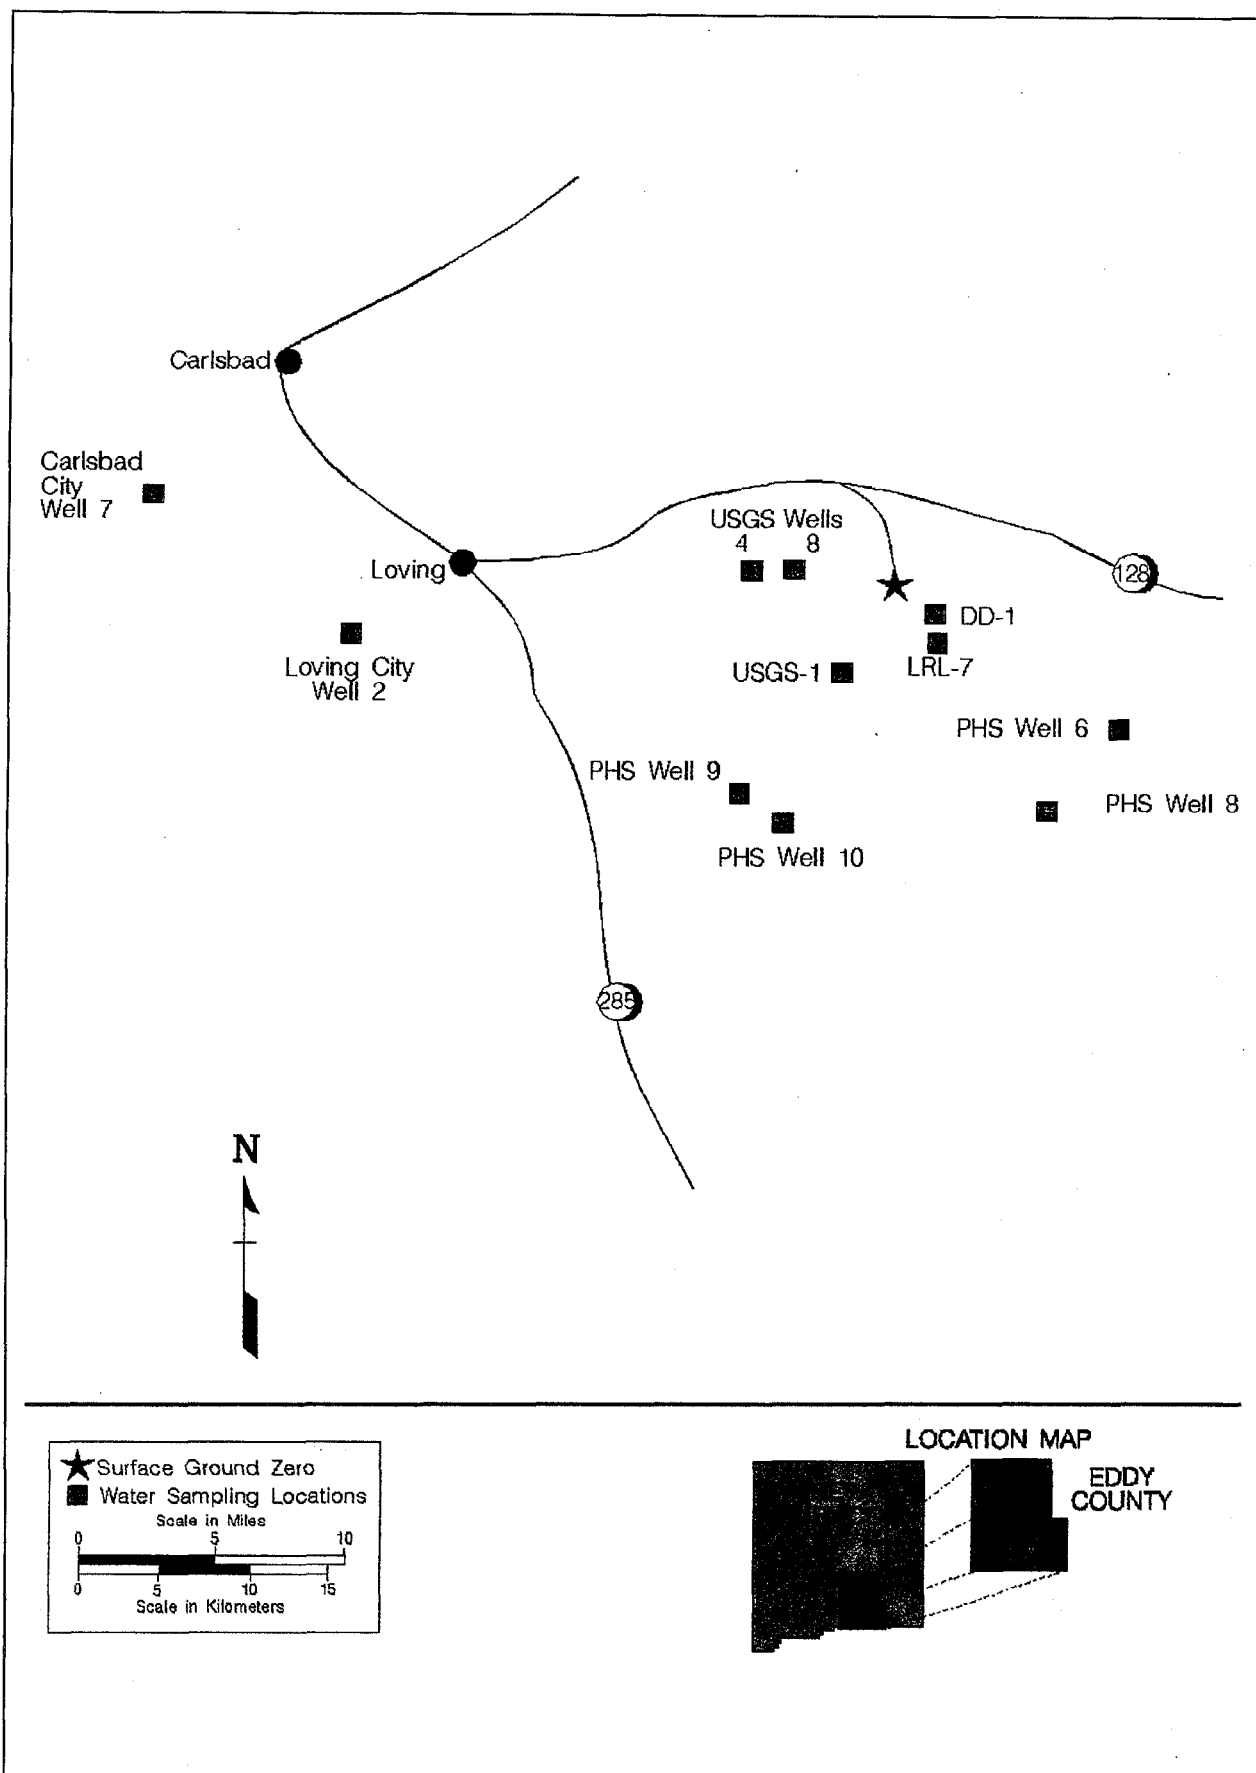 Carlsbad
Carlsbad
City
Well 7
USGS Wells
4 8
Loving
128
DD-1
Loving City
Well 2
USGS-1
LRL-7
PHS Well 6
PHS Well 9
PHS Well 8
PHS Well 10
285
N
LOCATION MAP
EDDY
COUNTY
Surface Ground Zero
Water Sampling Locations
Scale in Miles
0 5 10
0 5 10 15
Scale in Kilometers